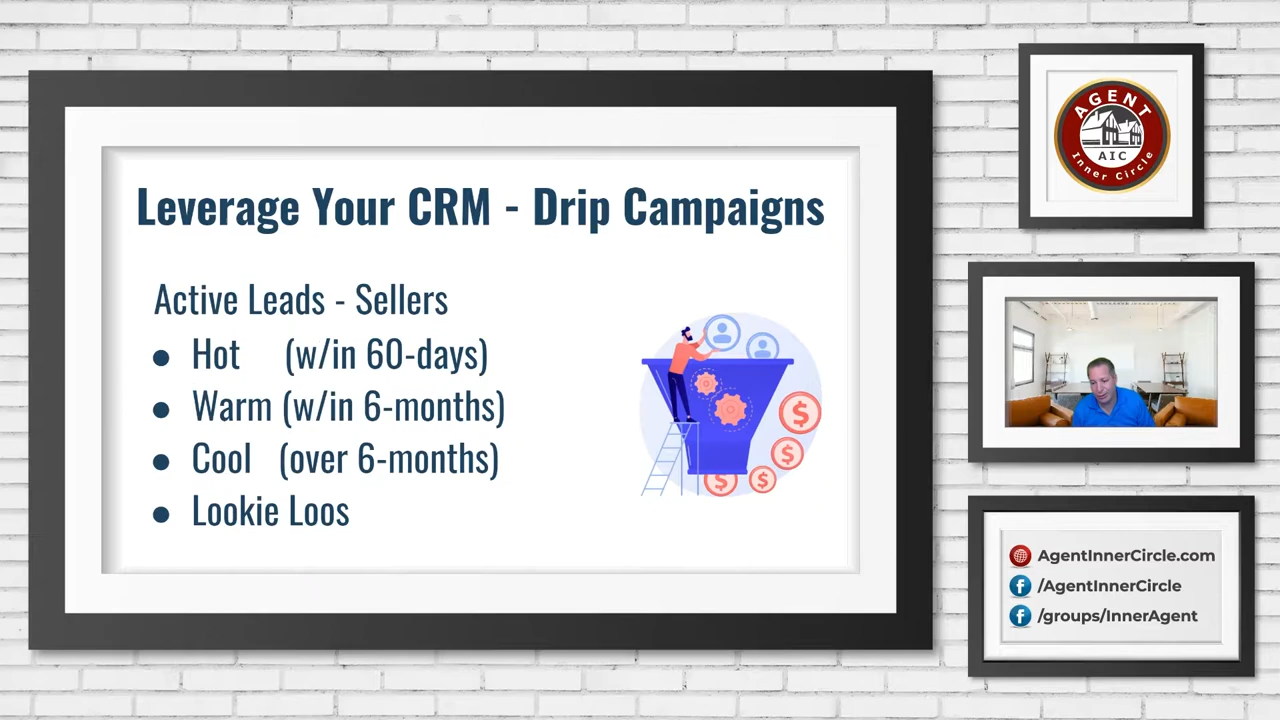 Leverage Your CRM - Drip Campaigns
Active Leads - Sellers
● Hot (w/in 60-days)
● Warm (w/in 6-months)
● Cool (over 6-months)
● Lookie Loos
$
$
$
$
AGENT
AIC
Inner Circle
AgentInnerCircle.com
f /AgentInnerCircle
f /groups/InnerAgent